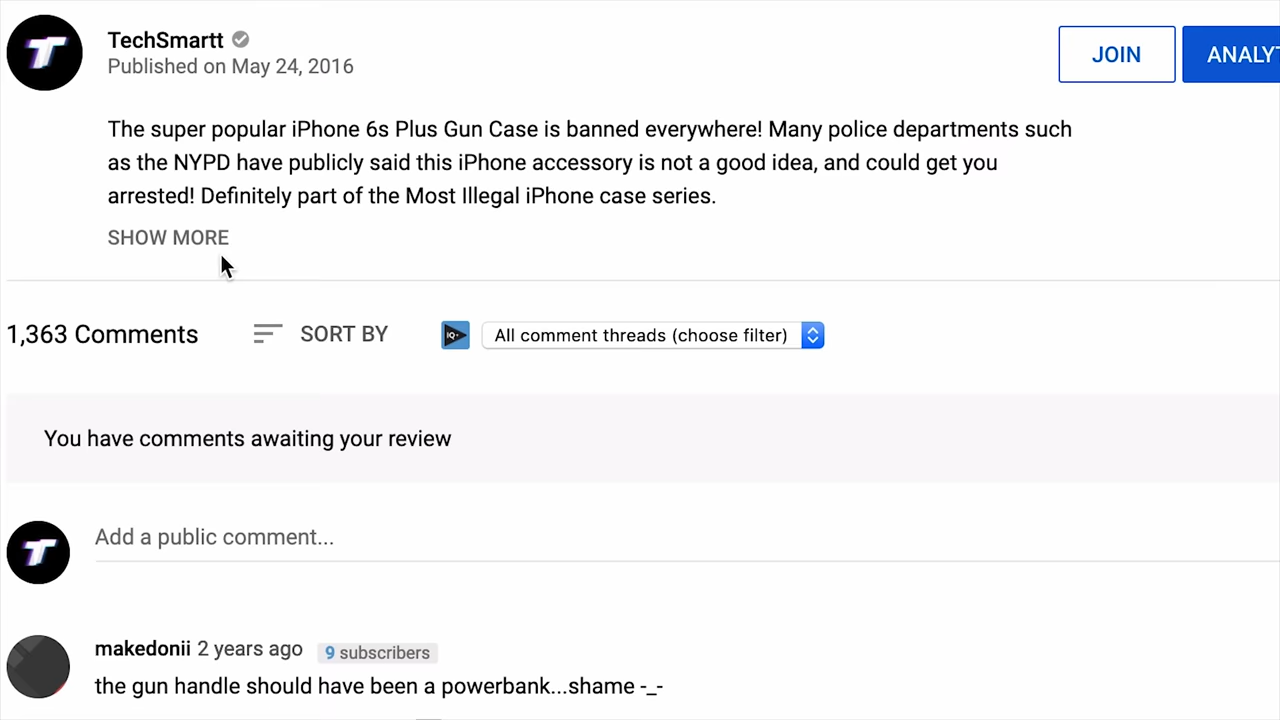 TechSmartt
Published on May 24, 2016
JOIN
ANALYT
The super popular iPhone 6s Plus Gun Case is banned everywhere! Many police departments such
as the NYPD have publicly said this iPhone accessory is not a good idea, and could get you
arrested! Definitely part of the Most Illegal iPhone case series.
SHOW MORE
1,363 Comments
SORT BY
IQ
All comment threads (choose filter)
You have comments awaiting your review
Add a public comment...
makedonii 2 years ago 9 subscribers
the gun handle should have been a powerbank...shame -_-